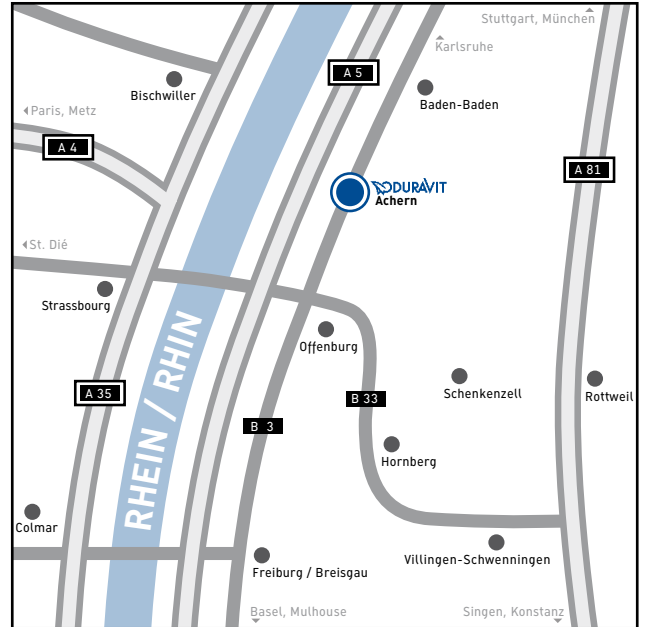 Stuttgart, München
Karlsruhe
A 5
Bischwiller
Baden-Baden
Paris, Metz
A 4
A 81
DURAVIT
Achern
St. Dié
Strassbourg
Offenburg
RHEIN / RHIN
A 35
B 33
Schenkenzell
Rottweil
B 3
Hornberg
Colmar
Villingen-Schwenningen
Freiburg / Breisgau
Basel, Mulhouse
Singen, Konstanz